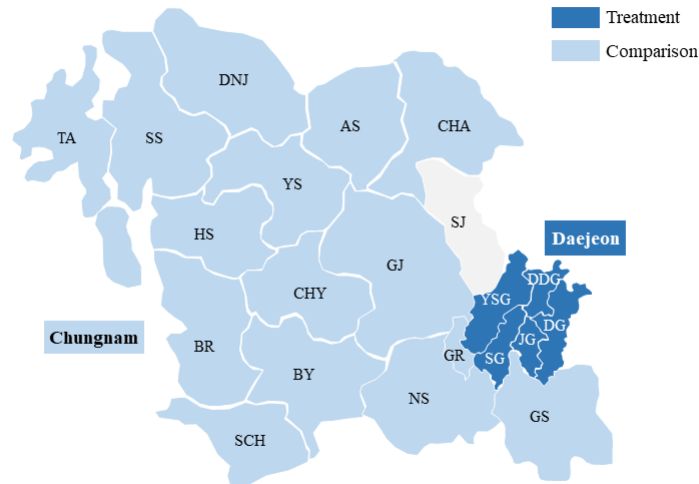 Treatment
Comparison
DNJ
AS
CHA
TA
SS
YS
SJ
HS
GJ
Daejeon
DDG
CHY
YSG
DG
Chungnam
JG
BR
GR
SG
BY
NS
GS
SCH